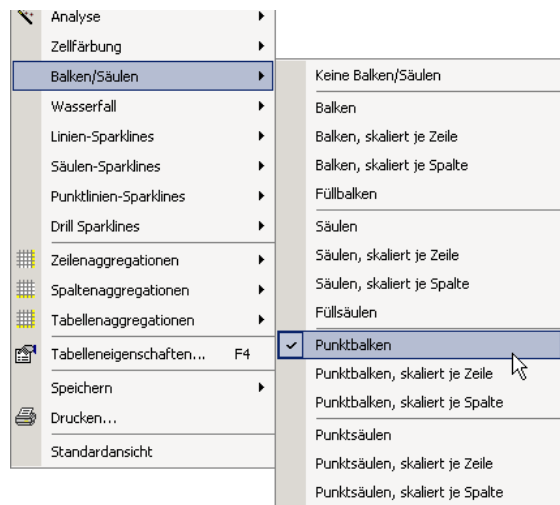 Analyse
Zellfärbung
Balken/Säulen
Wasserfall
Linien-Sparklines
Säulen-Sparklines
Punktlinien-Sparklines
Drill Sparklines
Zeilenaggregationen
Spaltenaggregationen
Tabellenaggregationen
Tabelleneigenschaften... F4
Speichern
Drucken...
Standardansicht
Keine Balken/Säulen
Balken
Balken, skaliert je Zeile
Balken, skaliert je Spalte
Füllbalken
Säulen
Säulen, skaliert je Zeile
Säulen, skaliert je Spalte
Füllsäulen
Punktbalken
Punktbalken, skaliert je Zeile
Punktbalken, skaliert je Spalte
Punktsäulen
Punktsäulen, skaliert je Zeile
Punktsäulen, skaliert je Spalte